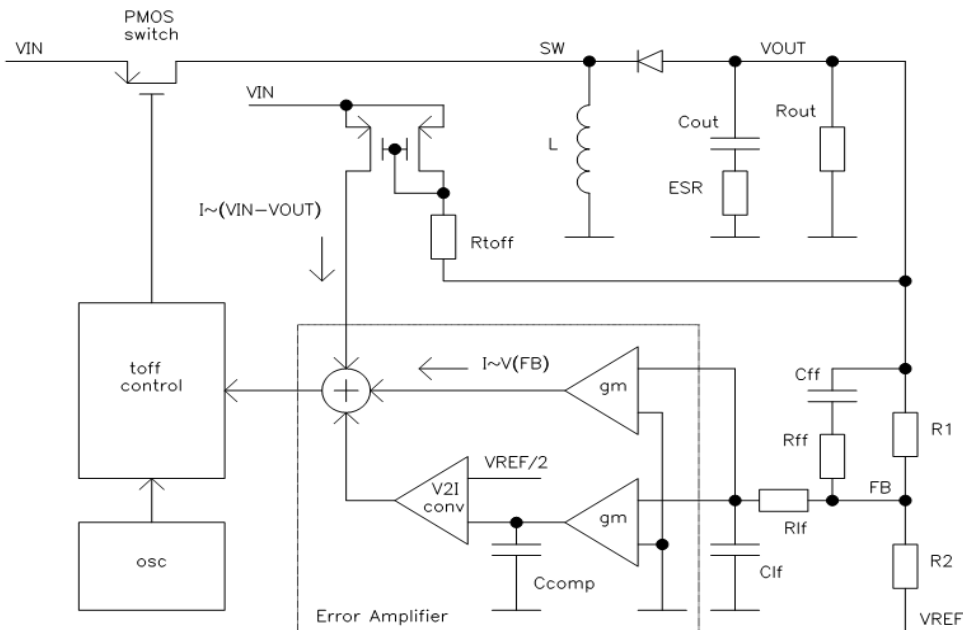 PMOS
switch
VIN
SW
VOUT
VIN
Cout
Rout
L
ESR
I~(VIN-VOUT)
Rtoff
toff
control
I~V(FB)
gm
Cff
Rff
R1
VREF/2
V2I
conv
gm
FB
Rlf
osc
Ccomp
Clf
R2
Error Amplifier
VREF